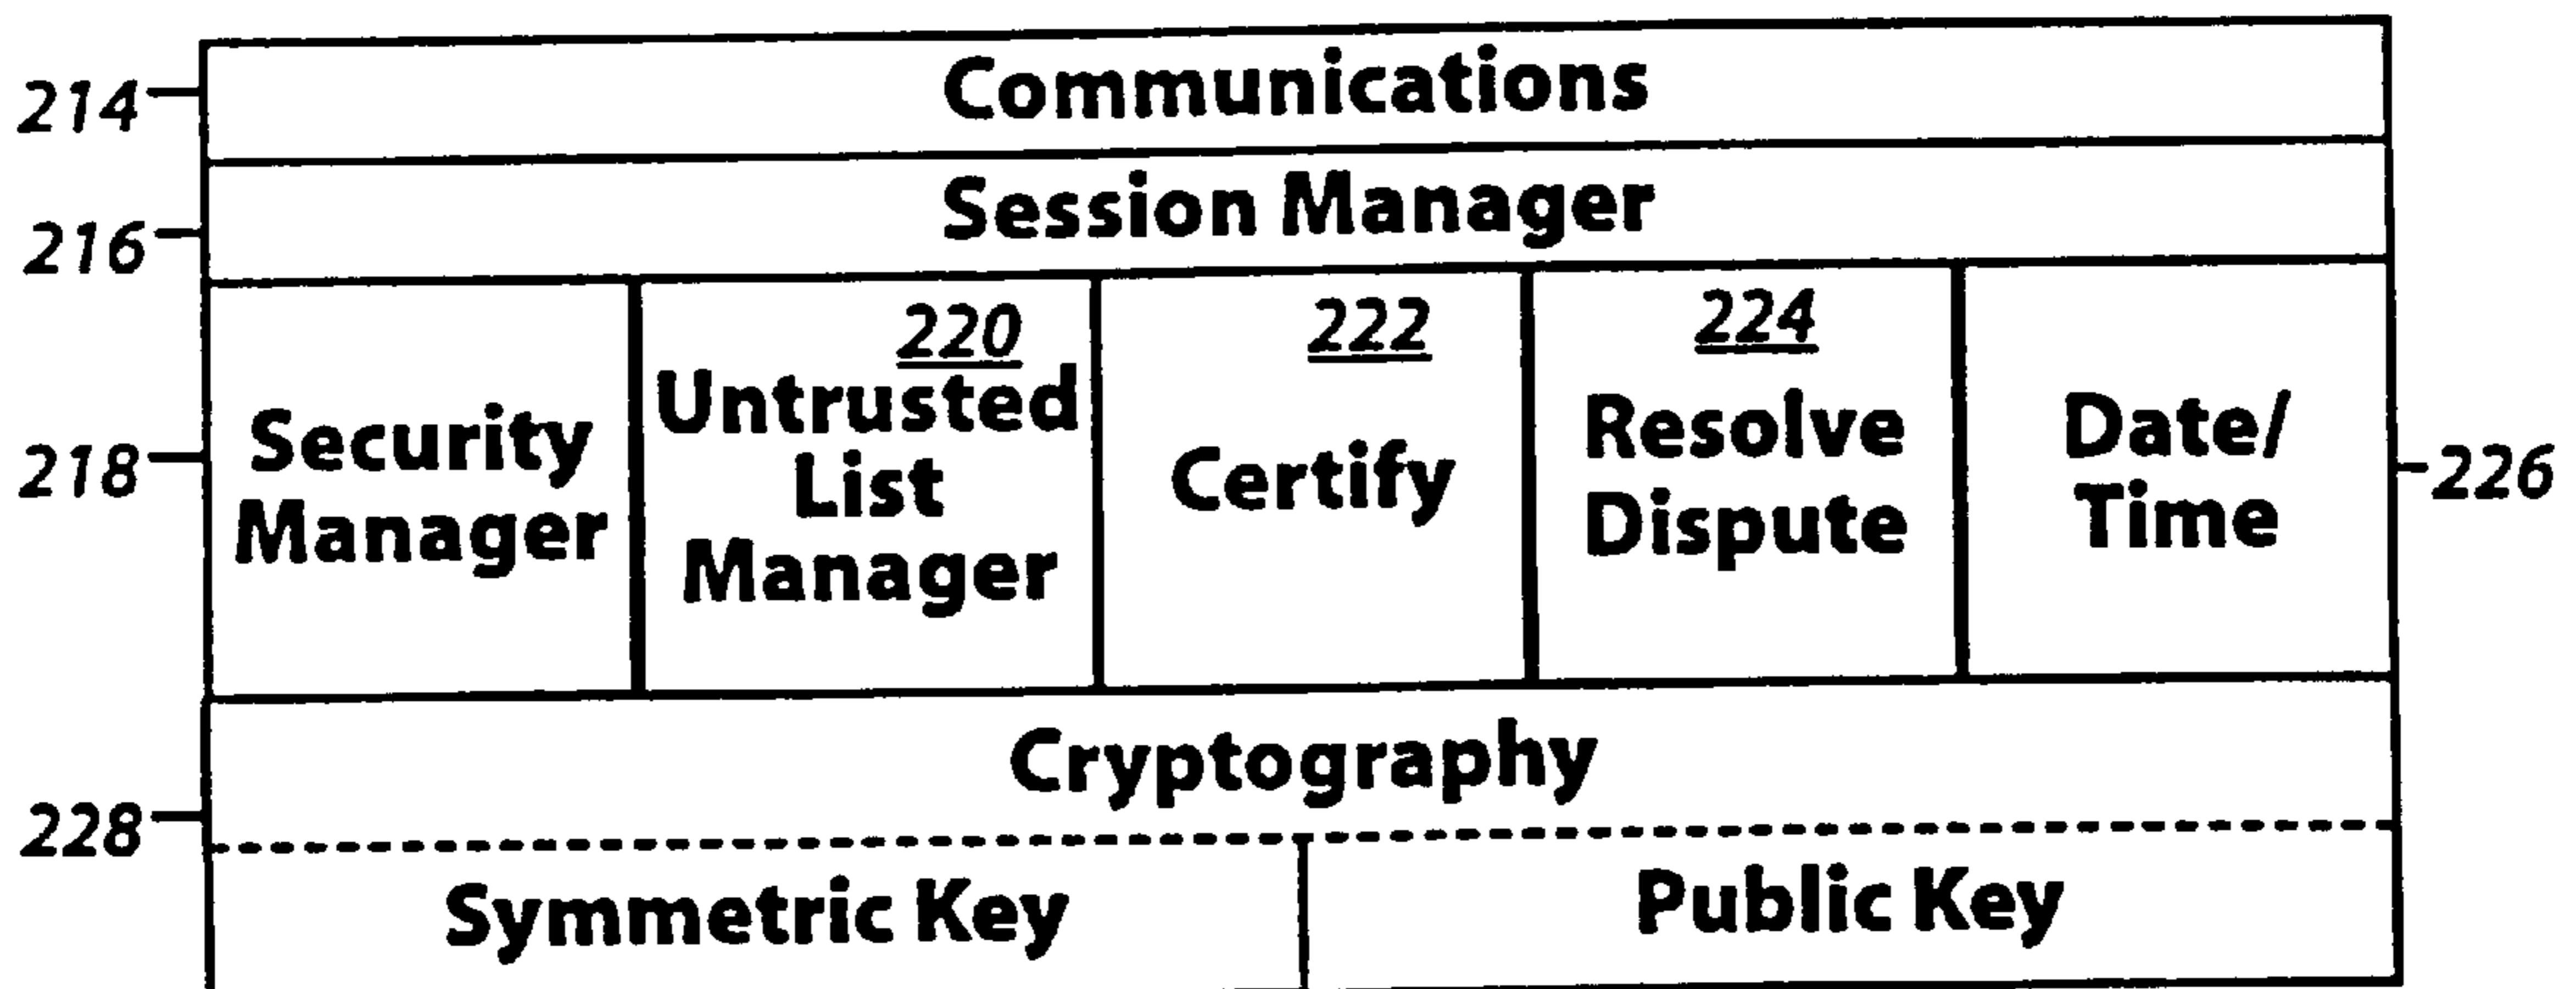 214
Communications
216
Session Manager
218
Security
Manager
220
Untrusted
List
Manager
222
Certify
224
Resolve
Dispute
Date/
Time
226
228
Cryptography
Symmetric Key
Public Key